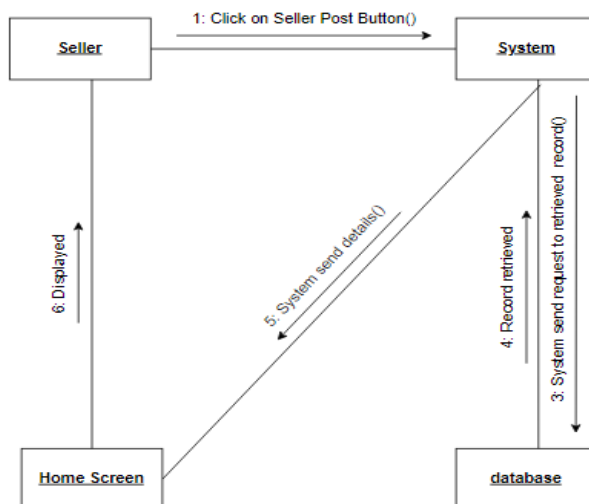 1: Click on Seller Post Button()
Seller
System
3: System send request to retrieved record()
5: System send details()
4: Record retrieved
6: Displayed
Home Screen
database